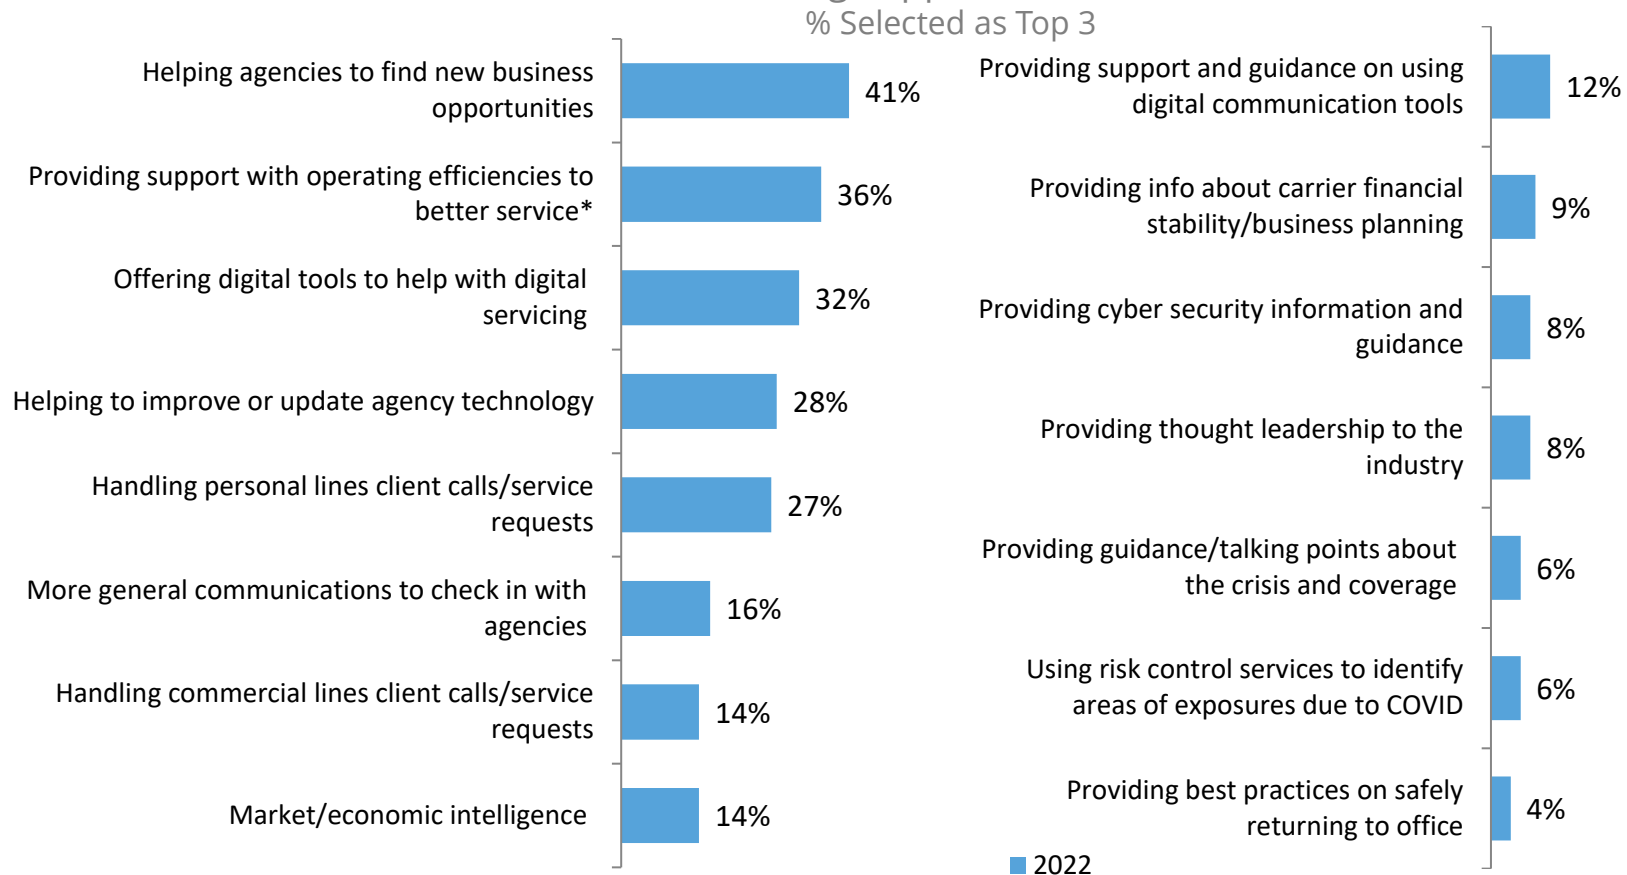 % Selected as Top 3
Helping agencies to find new business
opportunities
41%
Providing support with operating efficiencies to
better service*
36%
Offering digital tools to help with digital
servicing
32%
Helping to improve or update agency technology
28%
Handling personal lines client calls/service
requests
27%
More general communications to check in with
agencies
16%
Handling commercial lines client calls/service
requests
14%
Market/economic intelligence
14%
Providing support and guidance on using
digital communication tools
12%
Providing info about carrier financial
stability/business planning
9%
Providing cyber security information and
guidance
8%
Providing thought leadership to the
industry
8%
Providing guidance/talking points about
the crisis and coverage
6%
Using risk control services to identify
areas of exposures due to COVID
6%
Providing best practices on safely
returning to office
4%
2022